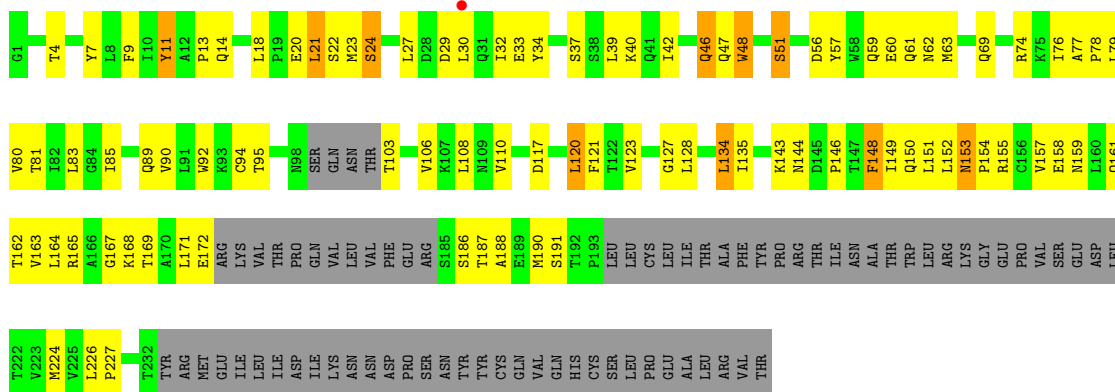 G1 T4 Y7 L8 F9 I10 Y11 A12 P13 Q14 L18 P19 E20 L21 S22 M23 S24 L27 D28 D29 L30 Q31 I32 E33 Y34 S37 S38 L39 K40 Q41 I42 Q46 Q47 W48 S51 D56 Y57 W58 Q59 E60 Q61 N62 M63 Q69 R74 K75 I76 A77 P78 L79
V80 T81 I82 L83 G84 I85 Q89 V90 L91 W92 K93 C94 T95 N98 SER GLN ASN THR T103 V106 K107 L108 N109 V110 D117 L120 F121 T122 V123 G127 L128 L134 I135 K143 N144 D145 P146 T147 F148 I149 Q150 L151 L152 N153 P154 R155 C156 V157 E158 N159 L160 Q161
T162 V163 L164 R165 A166 G167 K168 T169 A170 L171 E172 ARG LYS VAL THR PRO GLN VAL LEU VAL PHE GLU ARG S185 S186 T187 A188 E189 M190 S191 T192 P193 LEU LEU CYS LEU ILE THR ALA PHE TYR PRO ARG THR ILE ASN ALA THR TRP LEU ARG LYS GLY GLU PRO VAL SER GLU ASP LEU
T222 V223 M224 V225 L226 P227 T232 TYR ARG MET GLU ILE LEU ILE ASP ILE LYS ASN ASN ASP PRO SER ASN TYR TYR CYS GLN VAL GLN HIS CYS SER LEU PRO GLU ALA LEU ARG VAL THR